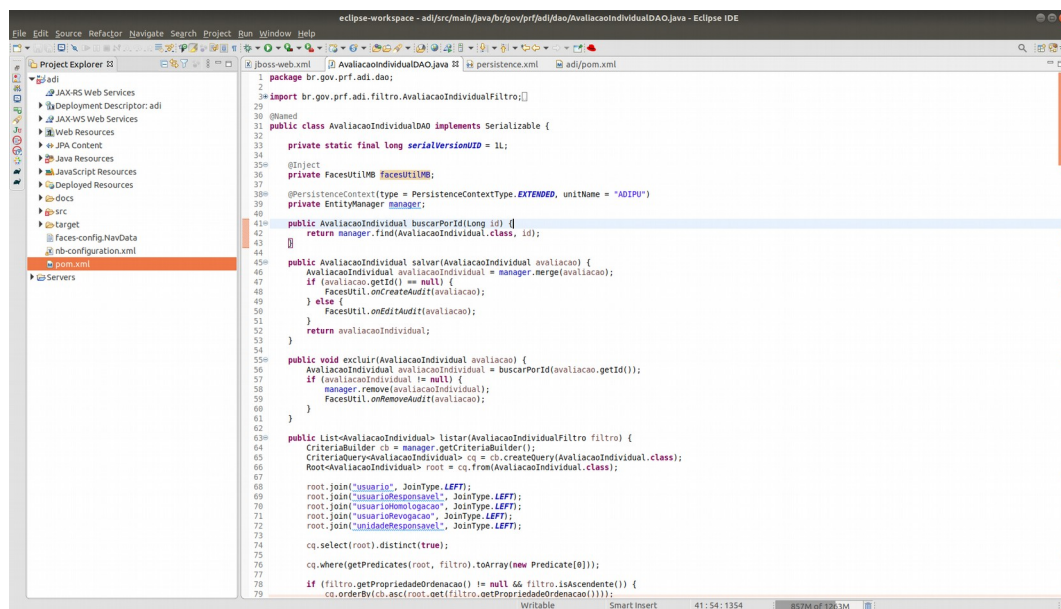 eclipse-workspace - adi/src/main/java/br/gov/prf/adi/dao/AvaliacaoIndividualDAO.java - Eclipse IDE
File Edit Source Refactor Navigate Search Project Run Window Help
Project Explorer
jboss-web.xml AvaliacaoIndividualDAO.java persistence.xml adi/pom.xml
adi
JAX-RS Web Services
Deployment Descriptor: adi
JAX-WS Web Services
Web Resources
JPA Content
Java Resources
JavaScript Resources
Deployed Resources
docs
src
target
faces-config.NavData
nb-configuration.xml
pom.xml
Servers
1 package br.gov.prf.adi.dao;
2
3 import br.gov.prf.adi.filtro.AvaliacaoIndividualFiltro;
29
30 @Named
31 public class AvaliacaoIndividualDAO implements Serializable {
32
33 private static final long serialVersionUID = 1L;
34
35 @Inject
36 private FacesUtilMB facesUtilMB;
37
38 @PersistenceContext(type = PersistenceContextType.EXTENDED, unitName = "ADIPU")
39 private EntityManager manager;
40
41 public AvaliacaoIndividual buscarPorId(Long id) {
42 return manager.find(AvaliacaoIndividual.class, id);
43 }
44
45 public AvaliacaoIndividual salvar(AvaliacaoIndividual avaliacao) {
46 AvaliacaoIndividual avaliacaoIndividual = manager.merge(avaliacao);
47 if (avaliacao.getId() == null) {
48 FacesUtil.onCreateAudit(avaliacao);
49 } else {
50 FacesUtil.onEditAudit(avaliacao);
51 }
52 return avaliacaoIndividual;
53 }
54
55 public void excluir(AvaliacaoIndividual avaliacao) {
56 AvaliacaoIndividual avaliacaoIndividual = buscarPorId(avaliacao.getId());
57 if (avaliacaoIndividual != null) {
58 manager.remove(avaliacaoIndividual);
59 FacesUtil.onRemoveAudit(avaliacao);
60 }
61 }
62
63 public List<AvaliacaoIndividual> listar(AvaliacaoIndividualFiltro filtro) {
64 CriteriaBuilder cb = manager.getCriteriaBuilder();
65 CriteriaQuery<AvaliacaoIndividual> cq = cb.createQuery(AvaliacaoIndividual.class);
66 Root<AvaliacaoIndividual> root = cq.from(AvaliacaoIndividual.class);
67
68 root.join("usuario", JoinType.LEFT);
69 root.join("usuarioResponsavel", JoinType.LEFT);
70 root.join("usuarioHomologacao", JoinType.LEFT);
71 root.join("usuarioRevogacao", JoinType.LEFT);
72 root.join("unidadeResponsavel", JoinType.LEFT);
73
74 cq.select(root).distinct(true);
75
76 cq.where(getPredicates(root, filtro).toArray(new Predicate[0]));
77
78 if (filtro.getPropriedadeOrdenacao() != null && filtro.isAscendente()) {
79 cq.orderBy(cb.asc(root.get(filtro.getPropriedadeOrdenacao())));
Writable Smart Insert 41 : 54 : 1354 857M of 1263M